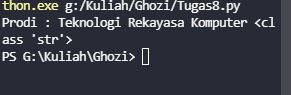 thon.exe g:/Kuliah/Ghozi/Tugas8.py
Prodi : Teknologi Rekayasa Komputer <cl
ass 'str'>
PS G:\Kuliah\Ghozi>